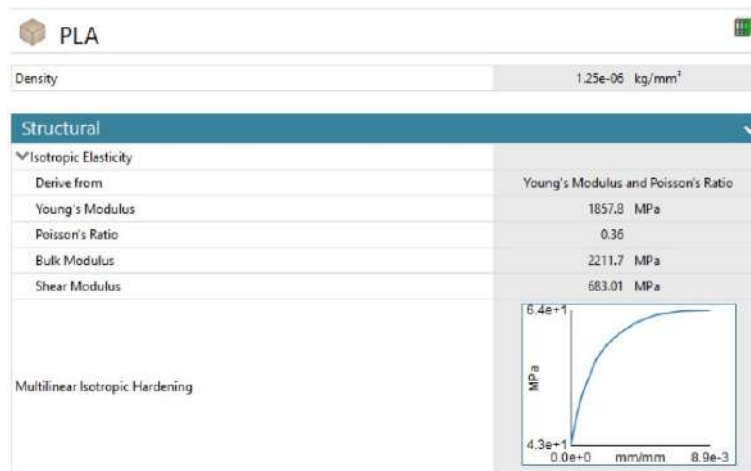 PLA
Density 1.25e-06 kg/mm³
Structural
Isotropic Elasticity
Derive from Young's Modulus and Poisson's Ratio
Young's Modulus 1857.8 MPa
Poisson's Ratio 0.36
Bulk Modulus 2211.7 MPa
Shear Modulus 683.01 MPa
Multilinear Isotropic Hardening
6.4e+1
MPa
4.3e+1
0.0e+0 mm/mm 8.9e-3